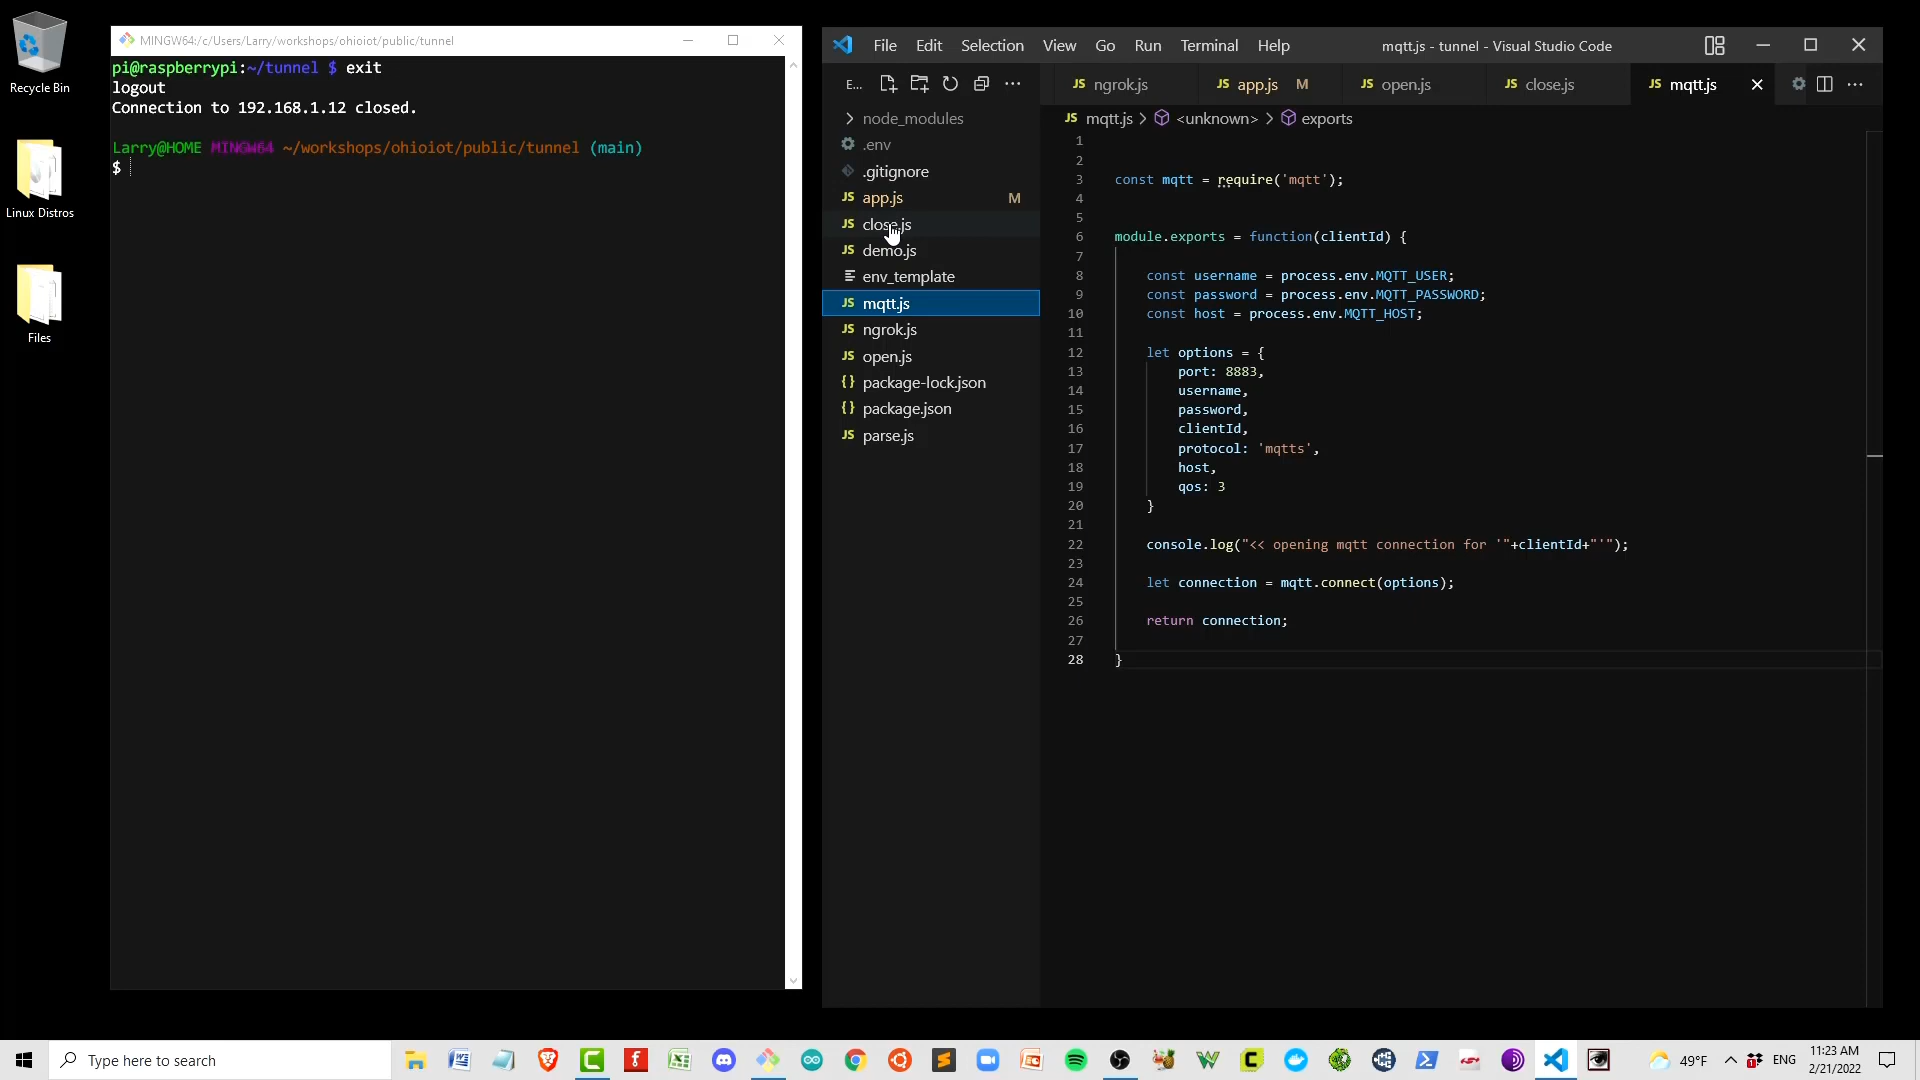 Recycle Bin
Linux Distros
Files
MINGW64:/c/Users/Larry/workshops/ohioiot/public/tunnel
pi@raspberrypi:~/tunnel $ exit
logout
Connection to 192.168.1.12 closed.
Larry@HOME MINGW64 ~/workshops/ohioiot/public/tunnel (main)
$
File Edit Selection View Go Run Terminal Help
mqtt.js - tunnel - Visual Studio Code
E...
node_modules
.env
.gitignore
JS app.js M
JS close.js
JS demo.js
env_template
JS mqtt.js
JS ngrok.js
JS open.js
{} package-lock.json
{} package.json
JS parse.js
JS ngrok.js JS app.js M JS open.js JS close.js JS mqtt.js
JS mqtt.js > <unknown> > exports
1
2
3 const mqtt = require('mqtt');
4
5
6 module.exports = function(clientId) {
7
8 const username = process.env.MQTT_USER;
9 const password = process.env.MQTT_PASSWORD;
10 const host = process.env.MQTT_HOST;
11
12 let options = {
13 port: 8883,
14 username,
15 password,
16 clientId,
17 protocol: 'mqtts',
18 host,
19 qos: 3
20 }
21
22 console.log("<< opening mqtt connection for '"+clientId+"'");
23
24 let connection = mqtt.connect(options);
25
26 return connection;
27
28 }
Type here to search
49°F
ENG
11:23 AM
2/21/2022